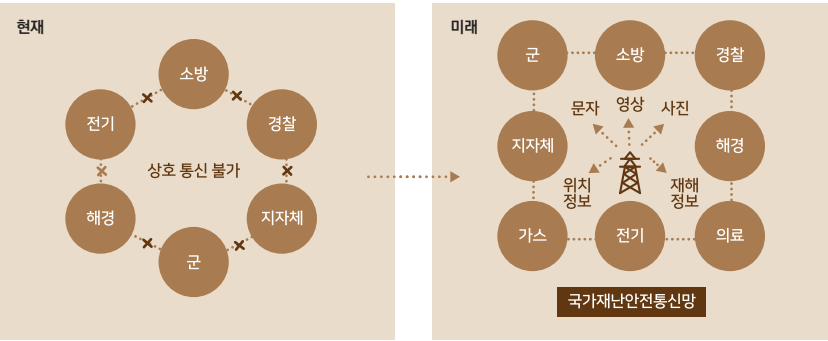 현재
소방
전기
경찰
상호 통신 불가
해경
지자체
군
미래
군
소방
경찰
문자
영상
사진
지자체
해경
위치
정보
재해
정보
가스
전기
의료
국가재난안전통신망